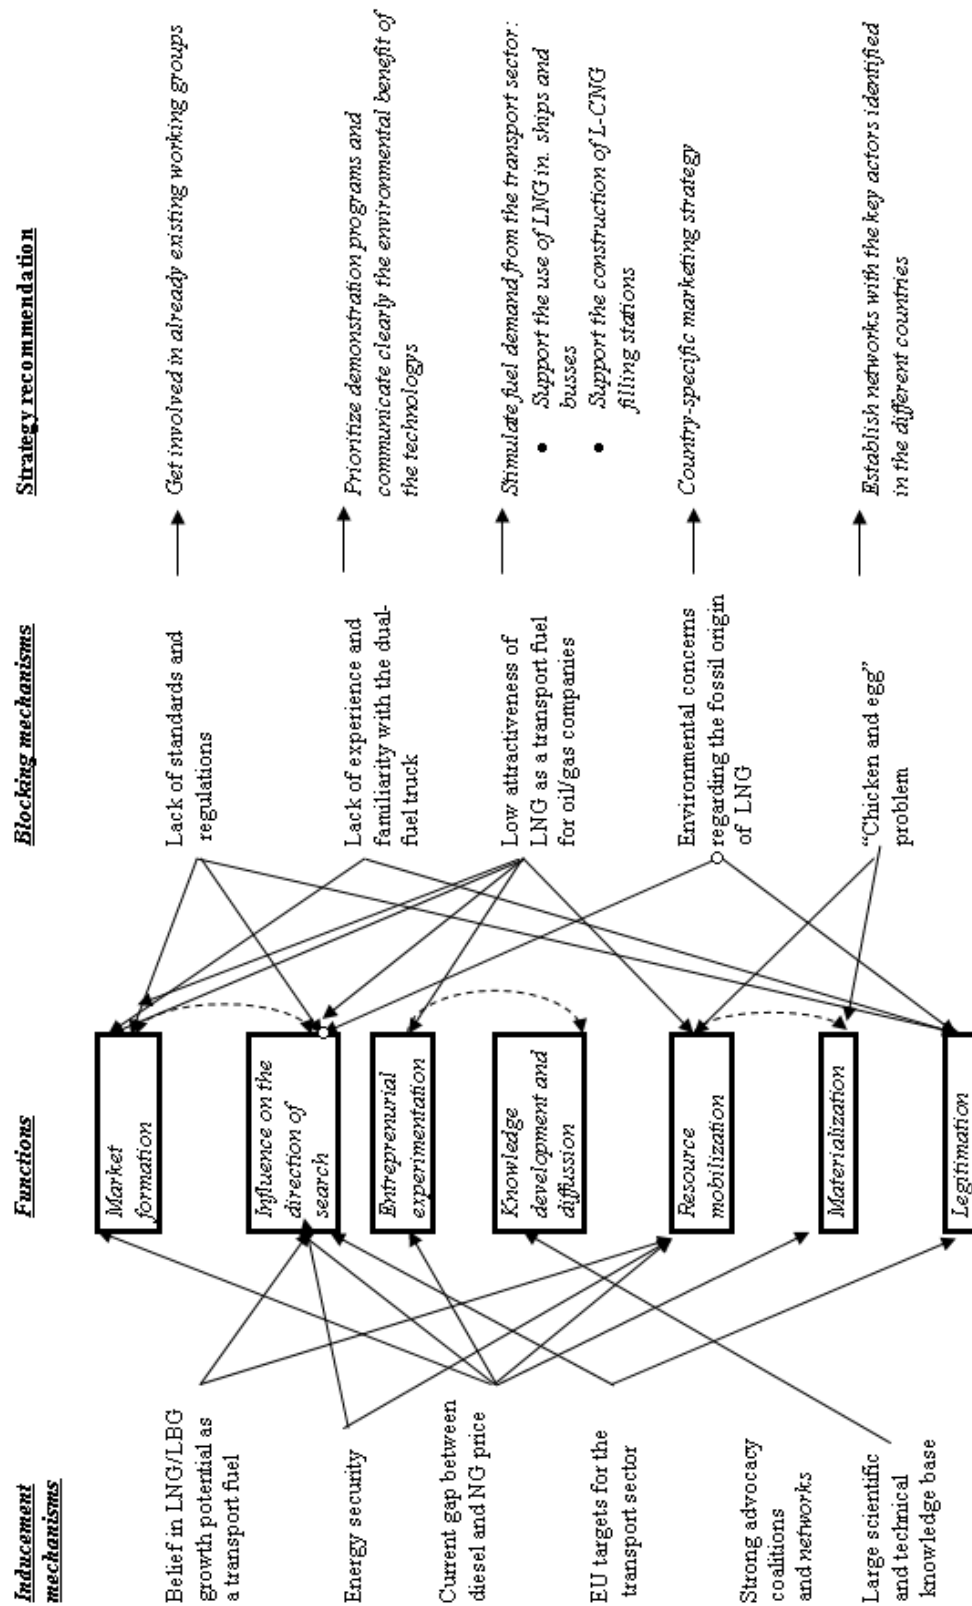 Inducement
mechanisms
Belief in LNG/LBG
growth potential as
a transport fuel
Energy security
Current gap between
diesel and NG price
EU targets for the
transport sector
Strong advocacy
coalitions
and networks
Large scientific
and technical
knowledge base
Functions
Market
formation
Influence on the
direction of
search
Entreprenurial
experimentation
Knowledge
development and
diffussion
Resource
mobilization
Materialization
Legitimation
Blocking mechanisms
Lack of standards and
regulations
Lack of experience and
familiarity with the dual-
fuel truck
Low attractiveness of
LNG as a transport fuel
for oil/gas companies
Environmental concerns
regarding the fossil origin
of LNG
“Chicken and egg”
problem
Strategy recommendation
Get involved in already existing working groups
Prioritize demonstration programs and
communicate clearly the environmental benefit of
the technologys
Stimulate fuel demand from the transport sector:
• Support the use of LNG in. ships and
busses
• Support the construction of L-CNG
filling stations
Country-specific marketing strategy
Establish networks with the key actors identified
in the different countries